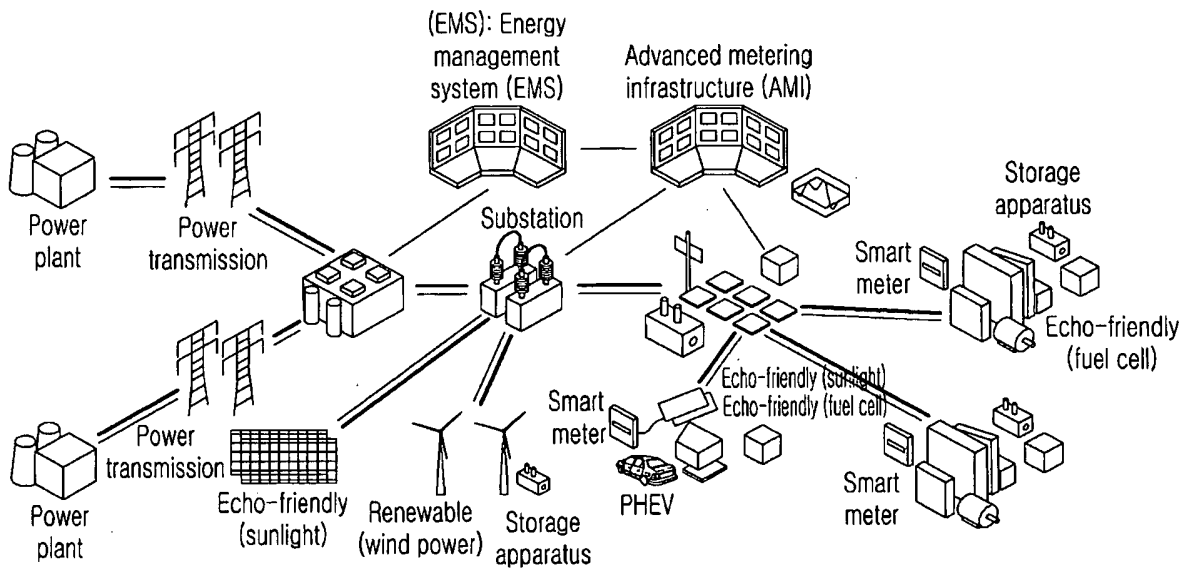 (EMS): Energy
management
system (EMS)
Advanced metering
infrastructure (AMI)
Power
plant
Power
transmission
Substation
Storage
apparatus
Smart
meter
Echo-friendly
(fuel cell)
Power
plant
Power
transmission
Echo-friendly
(sunlight)
Renewable
(wind power)
Storage
apparatus
Smart
meter
Echo-friendly (sunlight)
Echo-friendly (fuel cell)
PHEV
Smart
meter